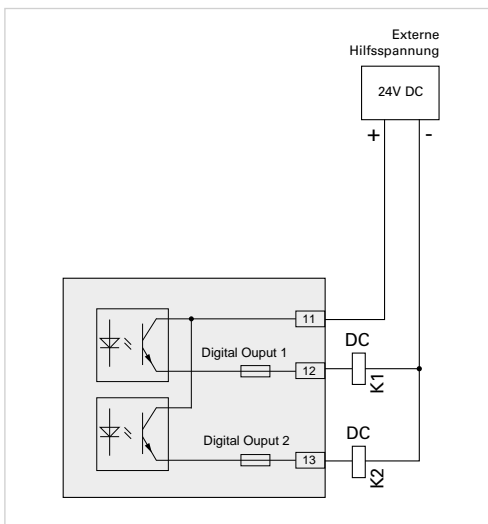 Externe
Hilfsspannung
24V DC
+ -
11
DC
Digital Ouput 1
12
K1
DC
Digital Ouput 2
13
K2